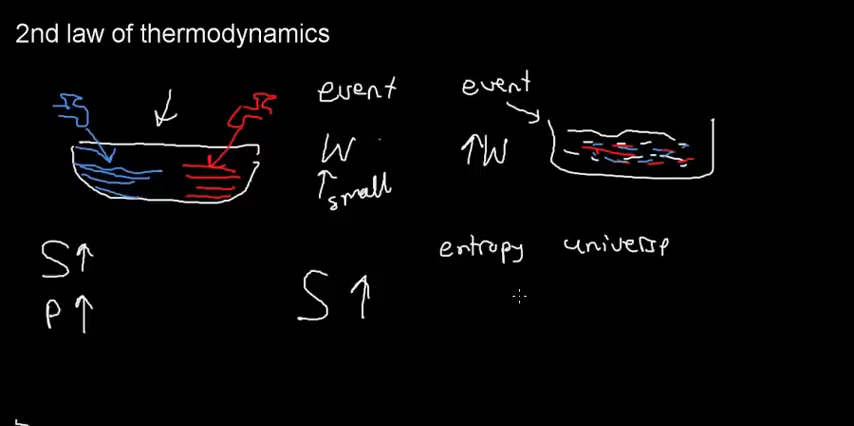 2nd law of thermodynamics
event
event
W
↑W
↑small
S↑
entropy universe
P↑
S↑